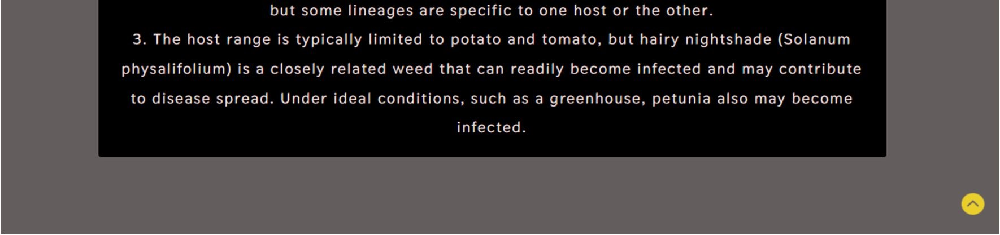 but some lineages are specific to one host or the other.
3. The host range is typically limited to potato and tomato, but hairy nightshade (Solanum
physalifolium) is a closely related weed that can readily become infected and may contribute
to disease spread. Under ideal conditions, such as a greenhouse, petunia also may become
infected.